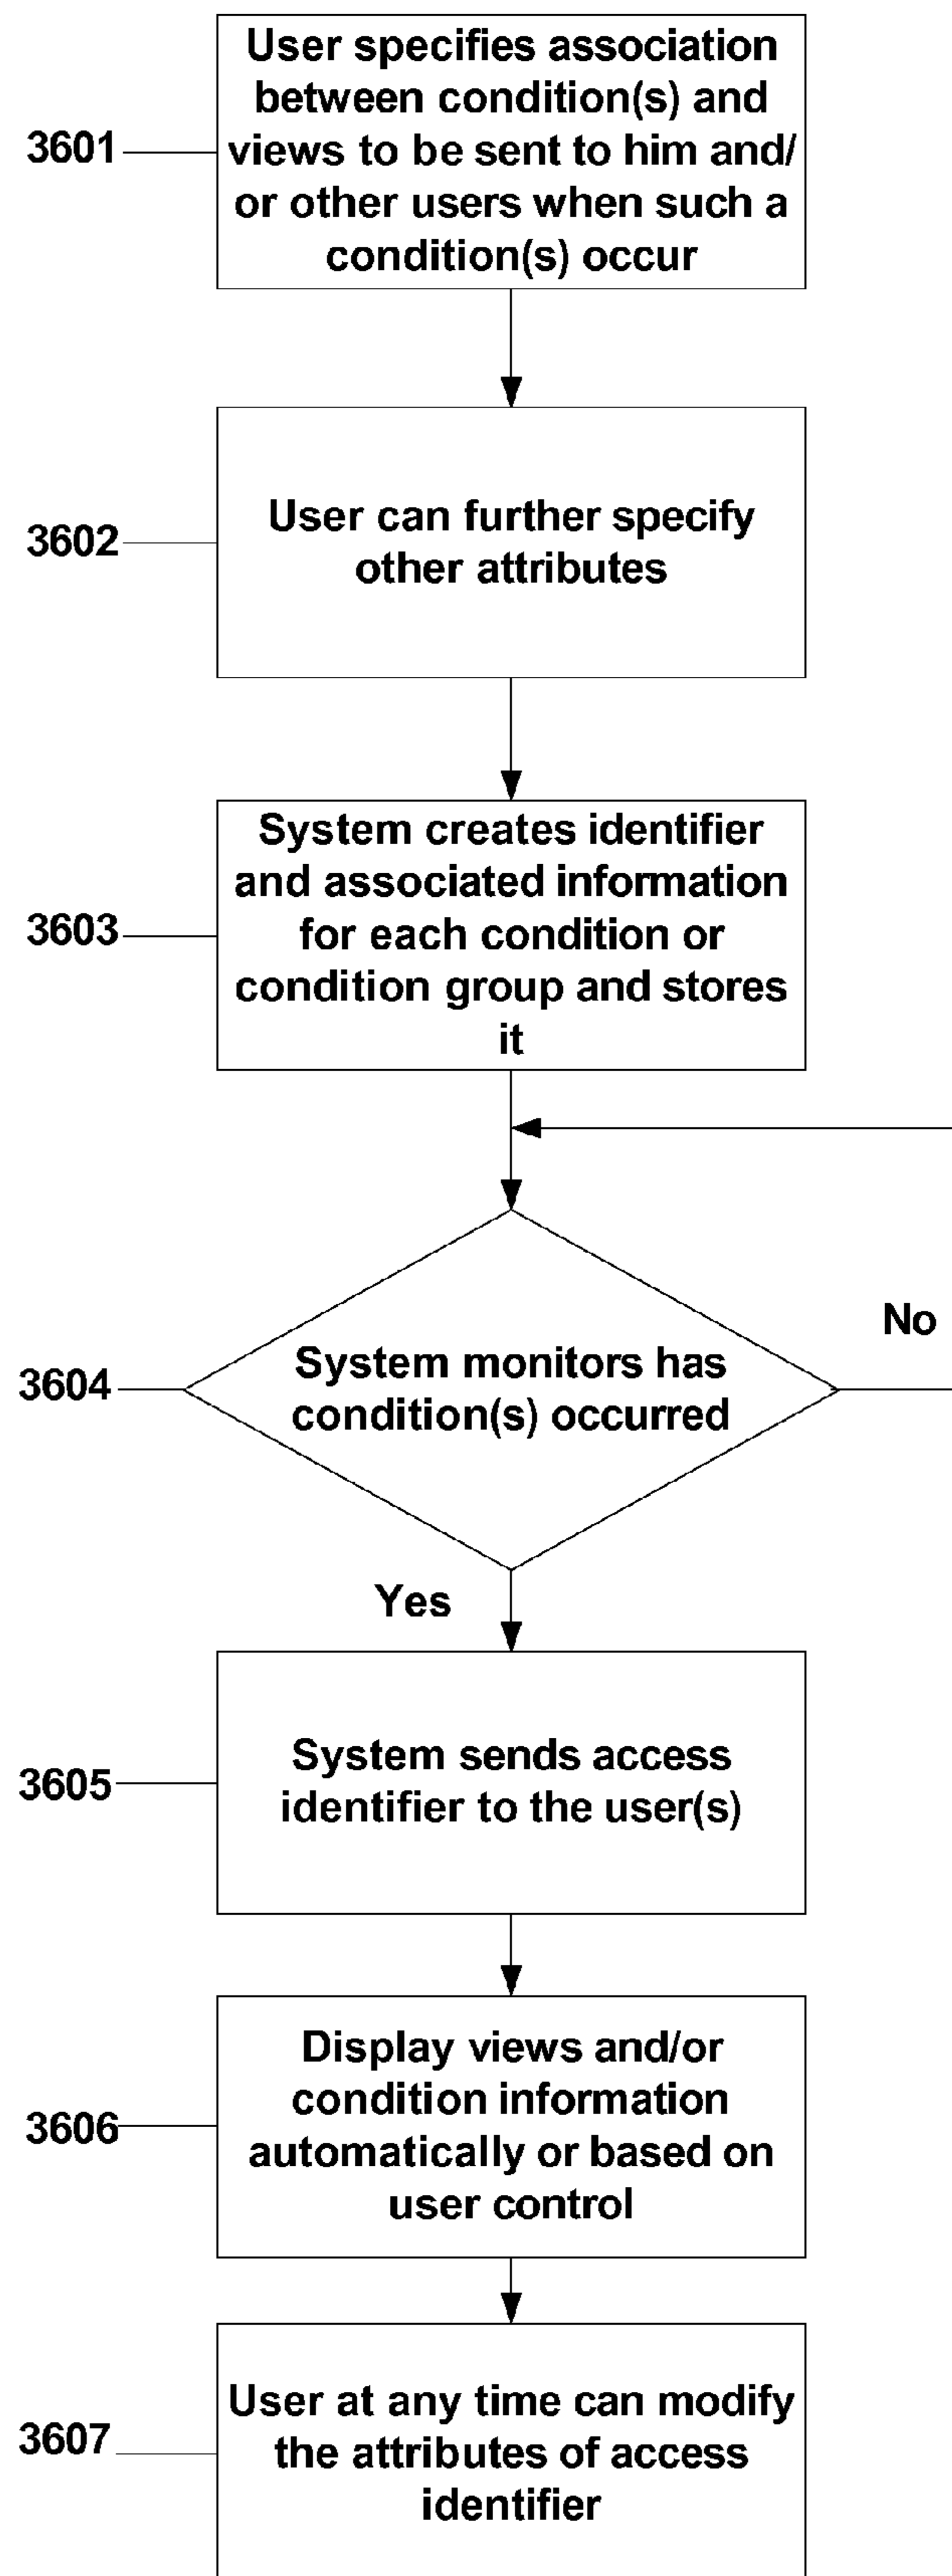 User specifies association
between condition(s) and
3601
views to be sent to him and/
or other users when such a
condition(s) occur
User can further specify
3602
other attributes
System creates identifier
and associated information
3603
for each condition or
condition group and stores
it
No
System monitors has
3604
condition(s) occurred
Yes
System sends access
3605
identifier to the user(s)
Display views and/or
condition information
3606
automatically or based on
user control
User at any time can modify
3607
the attributes of access
identifier